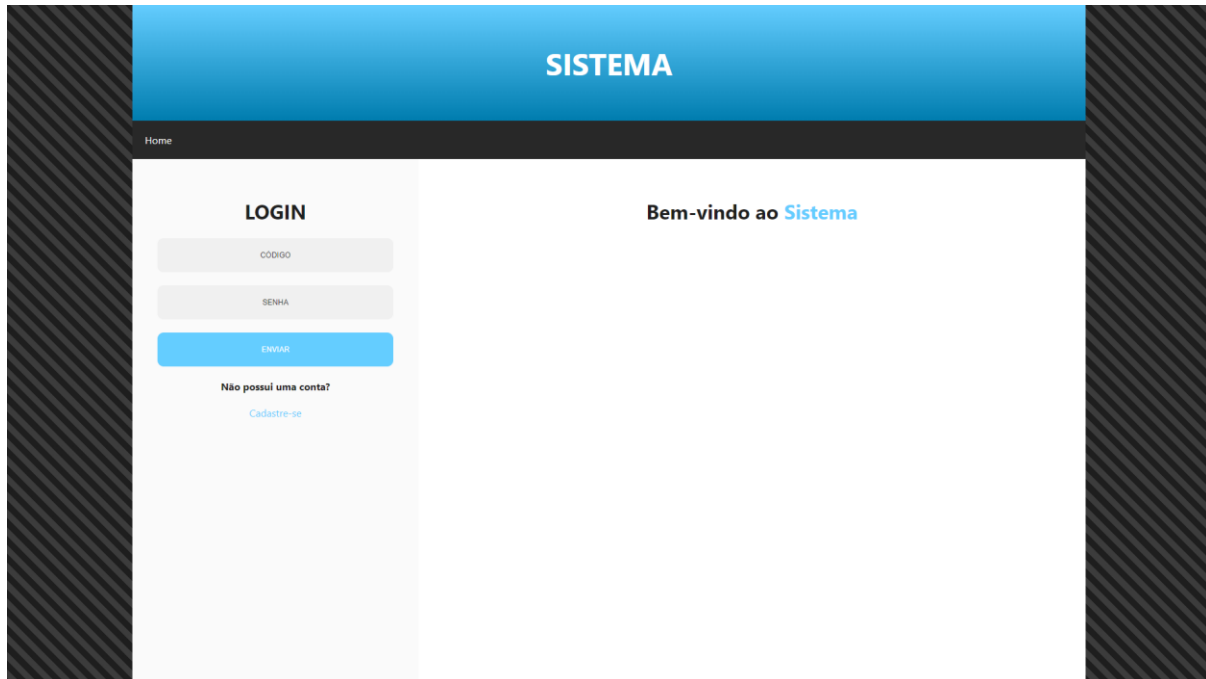 SISTEMA
Home
LOGIN
CÓDIGO
SENHA
ENVIAR
Não possui uma conta?
Cadastre-se
Bem-vindo ao Sistema